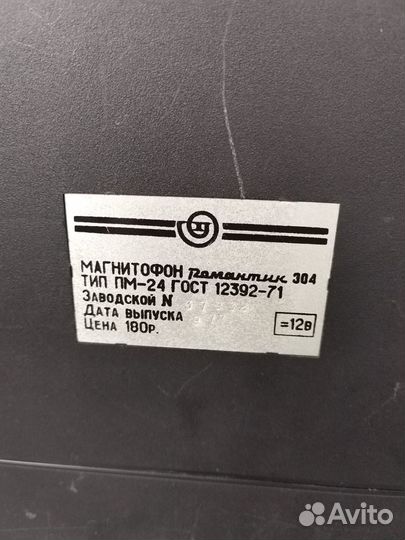 МАГНИТОФОН Романтик 304
ТИП ПМ-24 ГОСТ 12392-71
ЗАВОДСКОЙ N
ДАТА ВЫПУСКА
ЦЕНА 180Р.
=12В
Avito